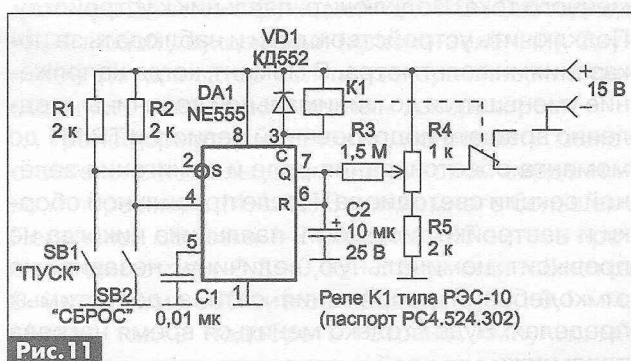 VD1
КД552
+
15 В
R1
2 к
R2
2 к
DA1
NE555
K1
8
3
R3
1,5 М
R4
1 к
2
S
C
Q
7
4
R
6
5
1
C2
10 мк
25 В
R5
2 к
SB1
"ПУСК"
SB2
"СБРОС"
C1
0,01 мк
Реле K1 типа РЭС-10
(паспорт РС4.524.302)
Рис.11